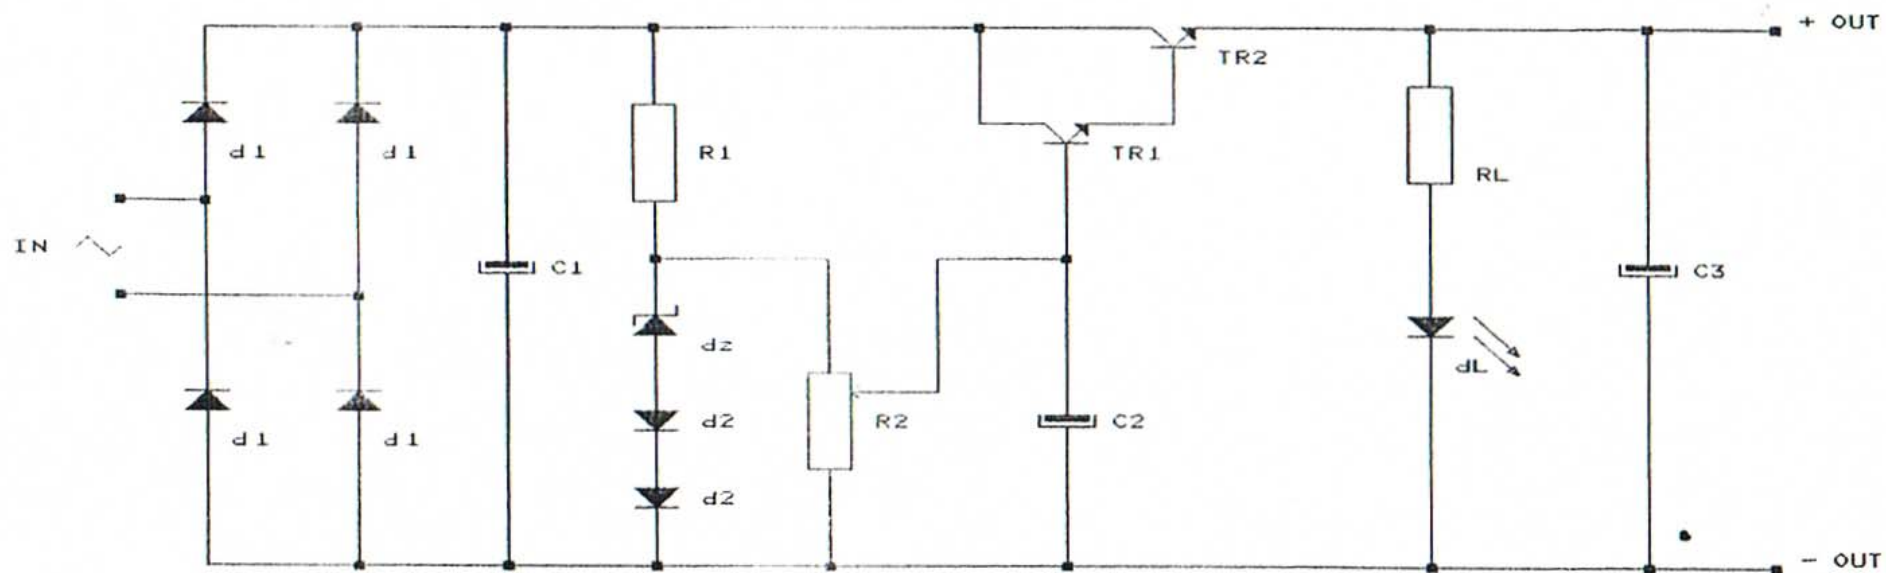 + OUT
TR2
d1
d1
R1
TR1
RL
IN
C1
C3
dz
dL
d2
R2
C2
d1
d1
d2
- OUT